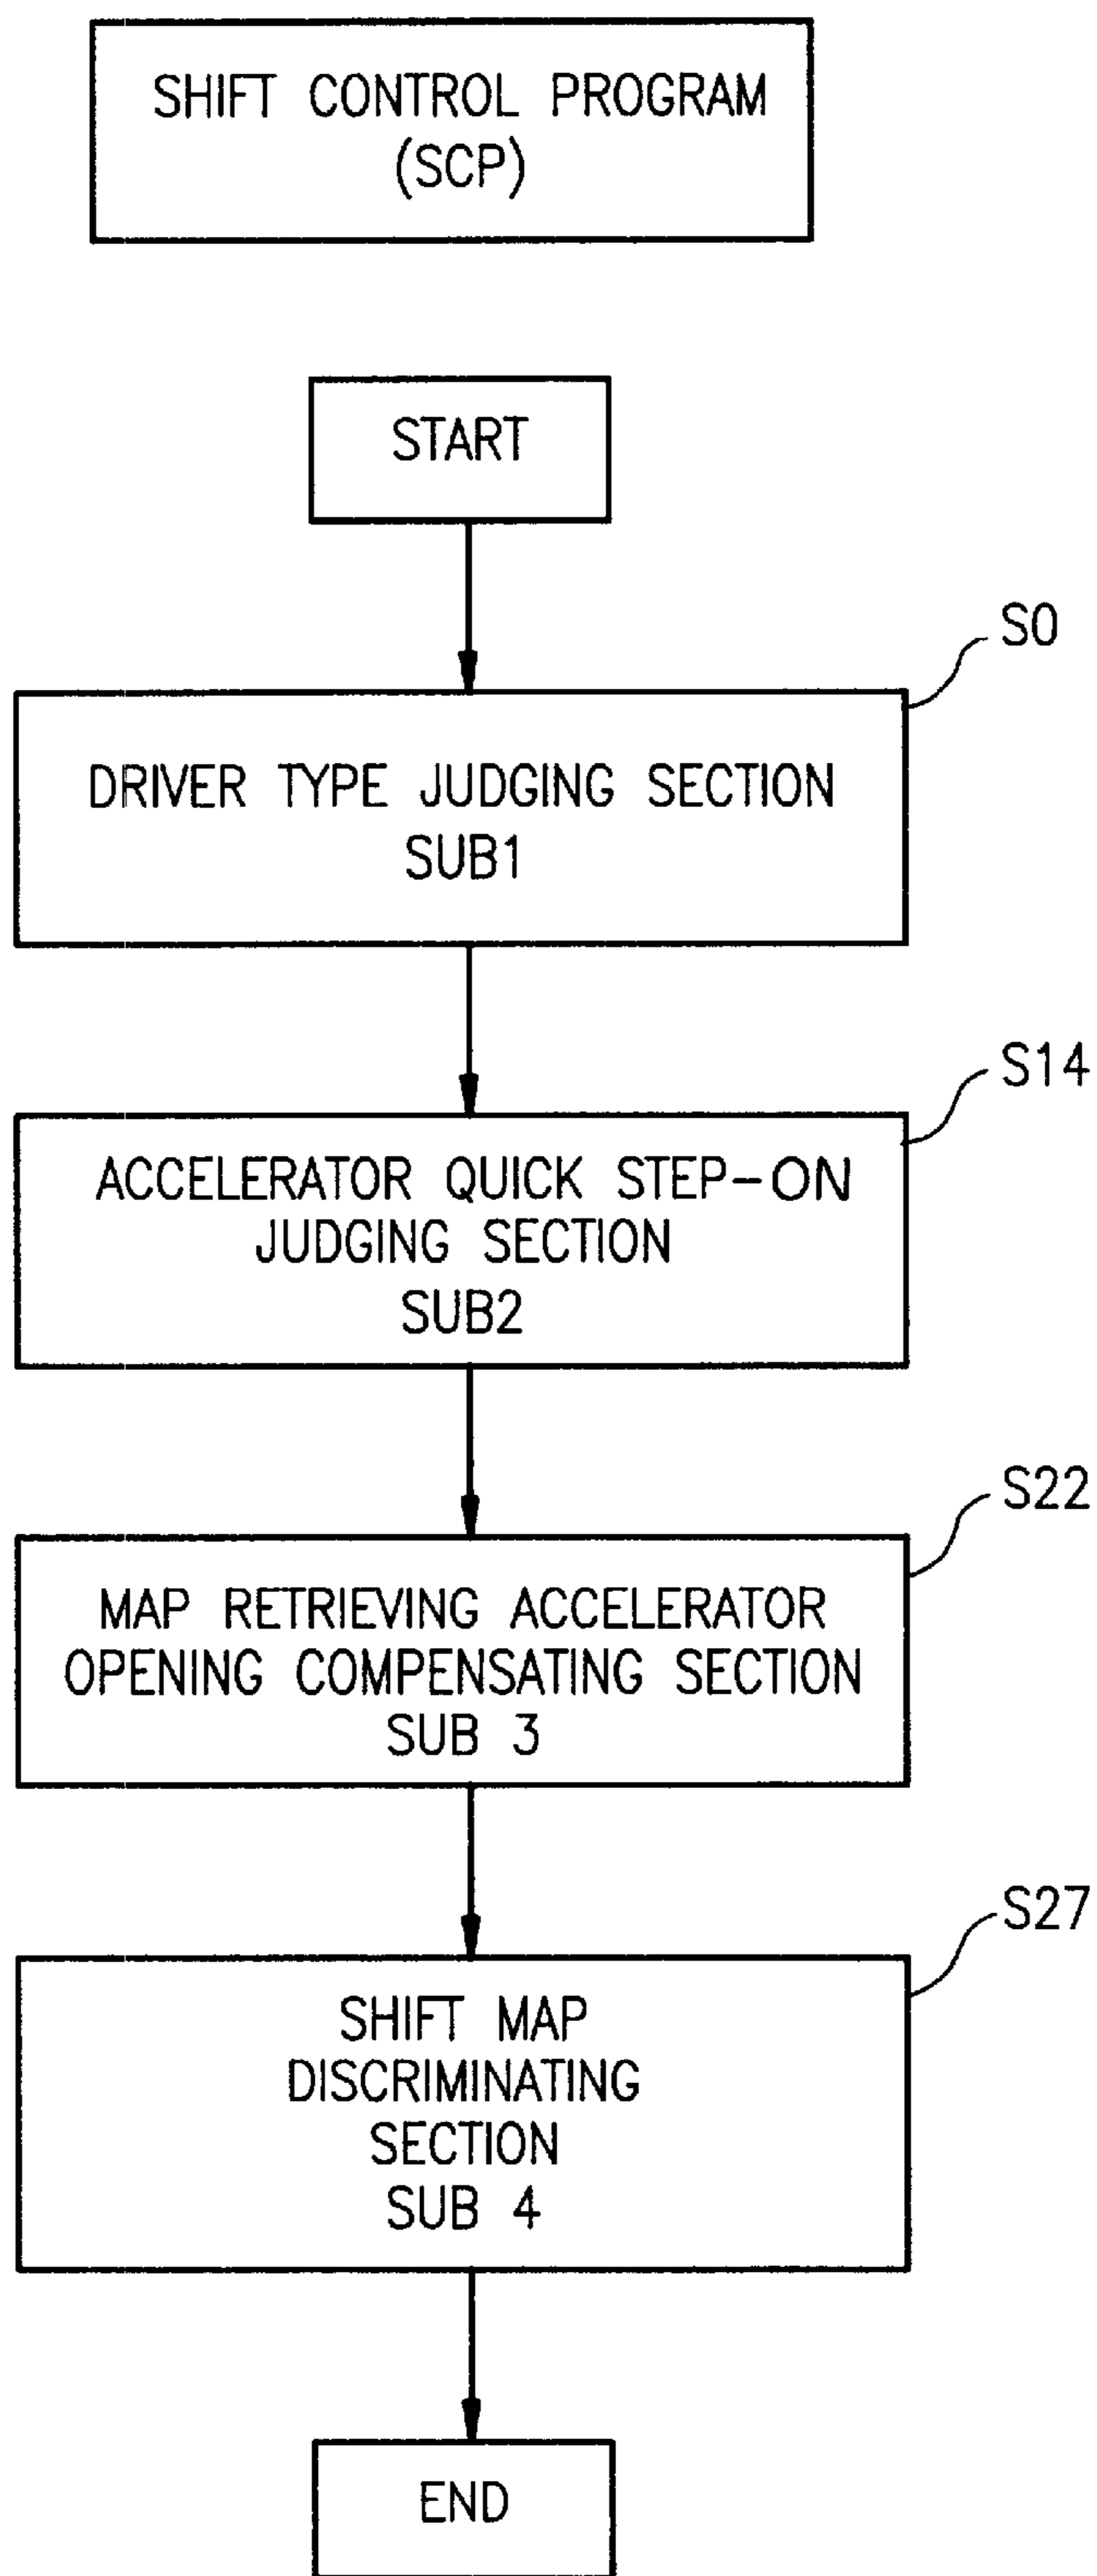 SHIFT CONTROL PROGRAM
(SCP)
START
S0
DRIVER TYPE JUDGING SECTION
SUB1
S14
ACCELERATOR QUICK STEP-ON
JUDGING SECTION
SUB2
S22
MAP RETRIEVING ACCELERATOR
OPENING COMPENSATING SECTION
SUB 3
S27
SHIFT MAP
DISCRIMINATING
SECTION
SUB 4
END